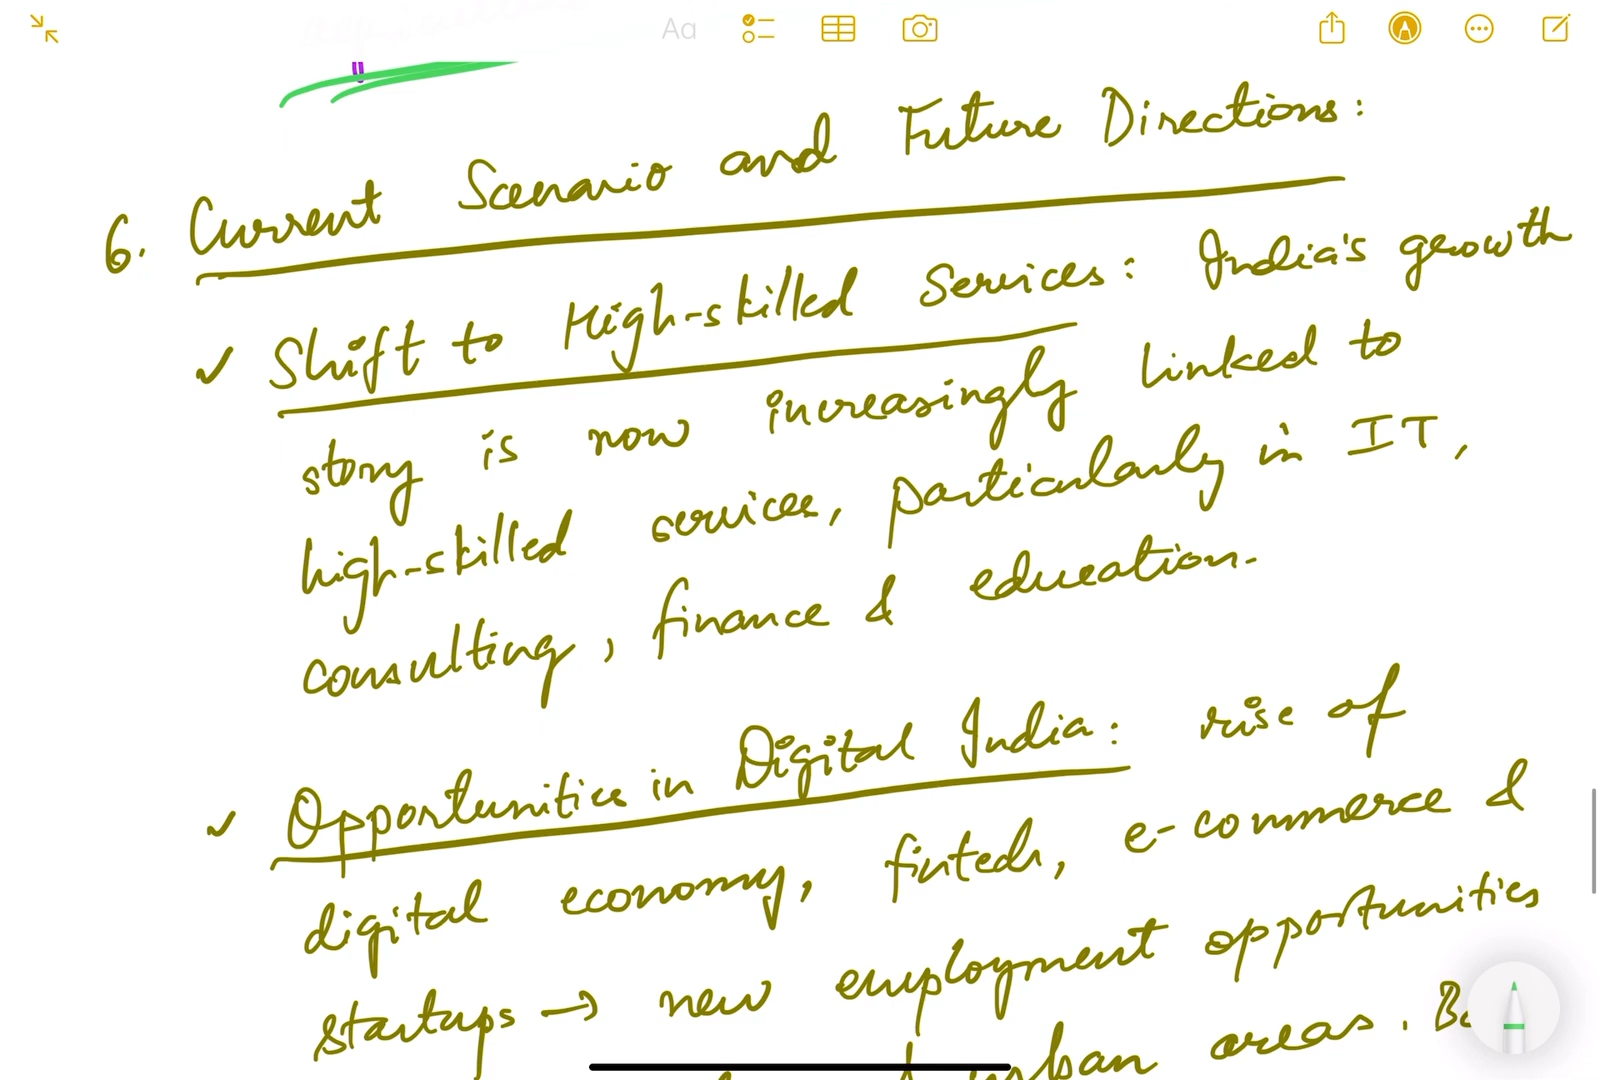 Aa
6. Current Scenario and Future Directions:
✓ Shift to High-skilled Services: India's growth
story is now increasingly linked to
high-skilled services, particularly in IT,
consulting, finance & education.
✓ Opportunities in Digital India: rise of
digital economy, fintech, e-commerce &
startups → new employment opportunities
urban areas.